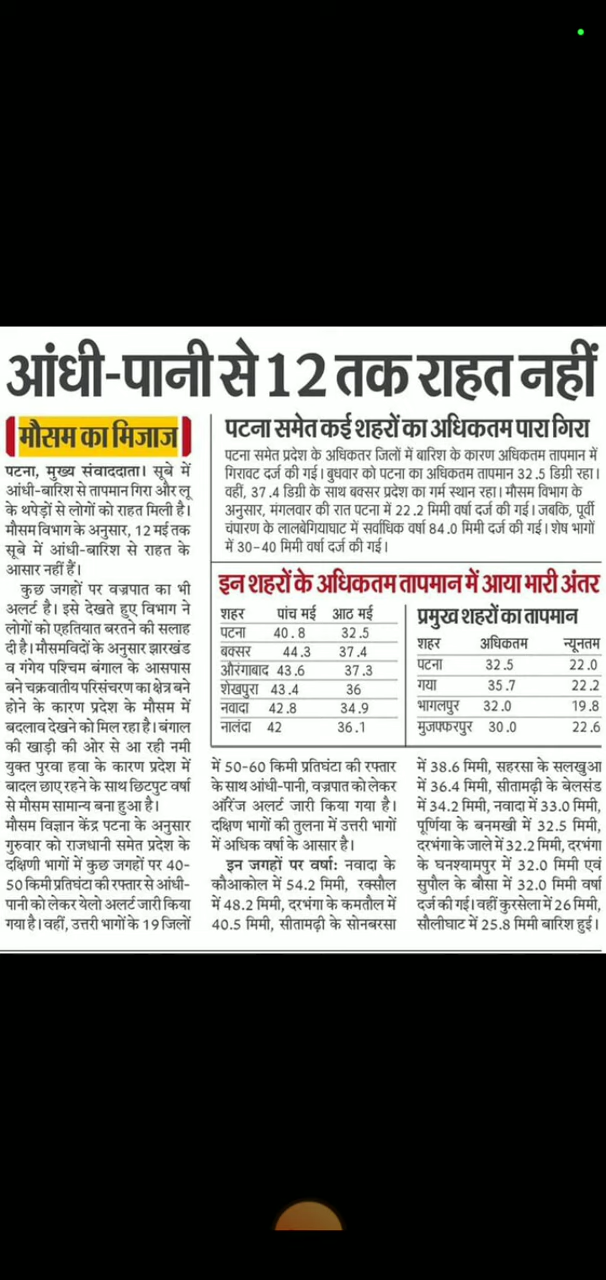 आंधी-पानी से 12 तक राहत नहीं
मौसम का मिजाज
पटना, मुख्य संवाददाता। सूबे में
आंधी-बारिश से तापमान गिरा और लू
के थपेड़ों से लोगों को राहत मिली है।
मौसम विभाग के अनुसार, 12 मई तक
सूबे में आंधी-बारिश से राहत के
आसार नहीं हैं।
कुछ जगहों पर वज्रपात का भी
अलर्ट है। इसे देखते हुए विभाग ने
लोगों को एहतियात बरतने की सलाह
दी है। मौसमविदों के अनुसार झारखंड
व गंगेय पश्चिम बंगाल के आसपास
बने चक्रवातीय परिसंचरण का क्षेत्र बने
होने के कारण प्रदेश के मौसम में
बदलाव देखने को मिल रहा है। बंगाल
की खाड़ी की ओर से आ रही नमी
युक्त पुरवा हवा के कारण प्रदेश में
बादल छाए रहने के साथ छिटपुट वर्षा
से मौसम सामान्य बना हुआ है।
मौसम विज्ञान केंद्र पटना के अनुसार
गुरुवार को राजधानी समेत प्रदेश के
दक्षिणी भागों में कुछ जगहों पर 40-
50 किमी प्रतिघंटा की रफ्तार से आंधी-
पानी को लेकर येलो अलर्ट जारी किया
गया है। वहीं, उत्तरी भागों के 19 जिलों
पटना समेत कई शहरों का अधिकतम पारा गिरा
पटना समेत प्रदेश के अधिकतर जिलों में बारिश के कारण अधिकतम तापमान में
गिरावट दर्ज की गई। बुधवार को पटना का अधिकतम तापमान 32.5 डिग्री रहा।
वहीं, 37.4 डिग्री के साथ बक्सर प्रदेश का गर्म स्थान रहा। मौसम विभाग के
अनुसार, मंगलवार की रात पटना में 22.2 मिमी वर्षा दर्ज की गई। जबकि, पूर्वी
चंपारण के लालबेगियाघाट में सर्वाधिक वर्षा 84.0 मिमी दर्ज की गई। शेष भागों
में 30-40 मिमी वर्षा दर्ज की गई।
इन शहरों के अधिकतम तापमान में आया भारी अंतर
शहर पांच मई आठ मई
पटना 40.8 32.5
बक्सर 44.3 37.4
औरंगाबाद 43.6 37.3
शेखपुरा 43.4 36
नवादा 42.8 34.9
नालंदा 42 36.1
प्रमुख शहरों का तापमान
शहर अधिकतम न्यूनतम
पटना 32.5 22.0
गया 35.7 22.2
भागलपुर 32.0 19.8
मुजफ्फरपुर 30.0 22.6
में 50-60 किमी प्रतिघंटा की रफ्तार
के साथ आंधी-पानी, वज्रपात को लेकर
ऑरेंज अलर्ट जारी किया गया है।
दक्षिण भागों की तुलना में उत्तरी भागों
में अधिक वर्षा के आसार है।
इन जगहों पर वर्षा: नवादा के
कौआकोल में 54.2 मिमी, रक्सौल
में 48.2 मिमी, दरभंगा के कमतौल में
40.5 मिमी, सीतामढ़ी के सोनबरसा
में 38.6 मिमी, सहरसा के सलखुआ
में 36.4 मिमी, सीतामढ़ी के बेलसंड
में 34.2 मिमी, नवादा में 33.0 मिमी,
पूर्णिया के बनमखी में 32.5 मिमी,
दरभंगा के जाले में 32.2 मिमी, दरभंगा
के घनश्यामपुर में 32.0 मिमी एवं
सुपौल के बौसा में 32.0 मिमी वर्षा
दर्ज की गई। वहीं कुरसेला में 26 मिमी,
सौलीघाट में 25.8 मिमी बारिश हुई।